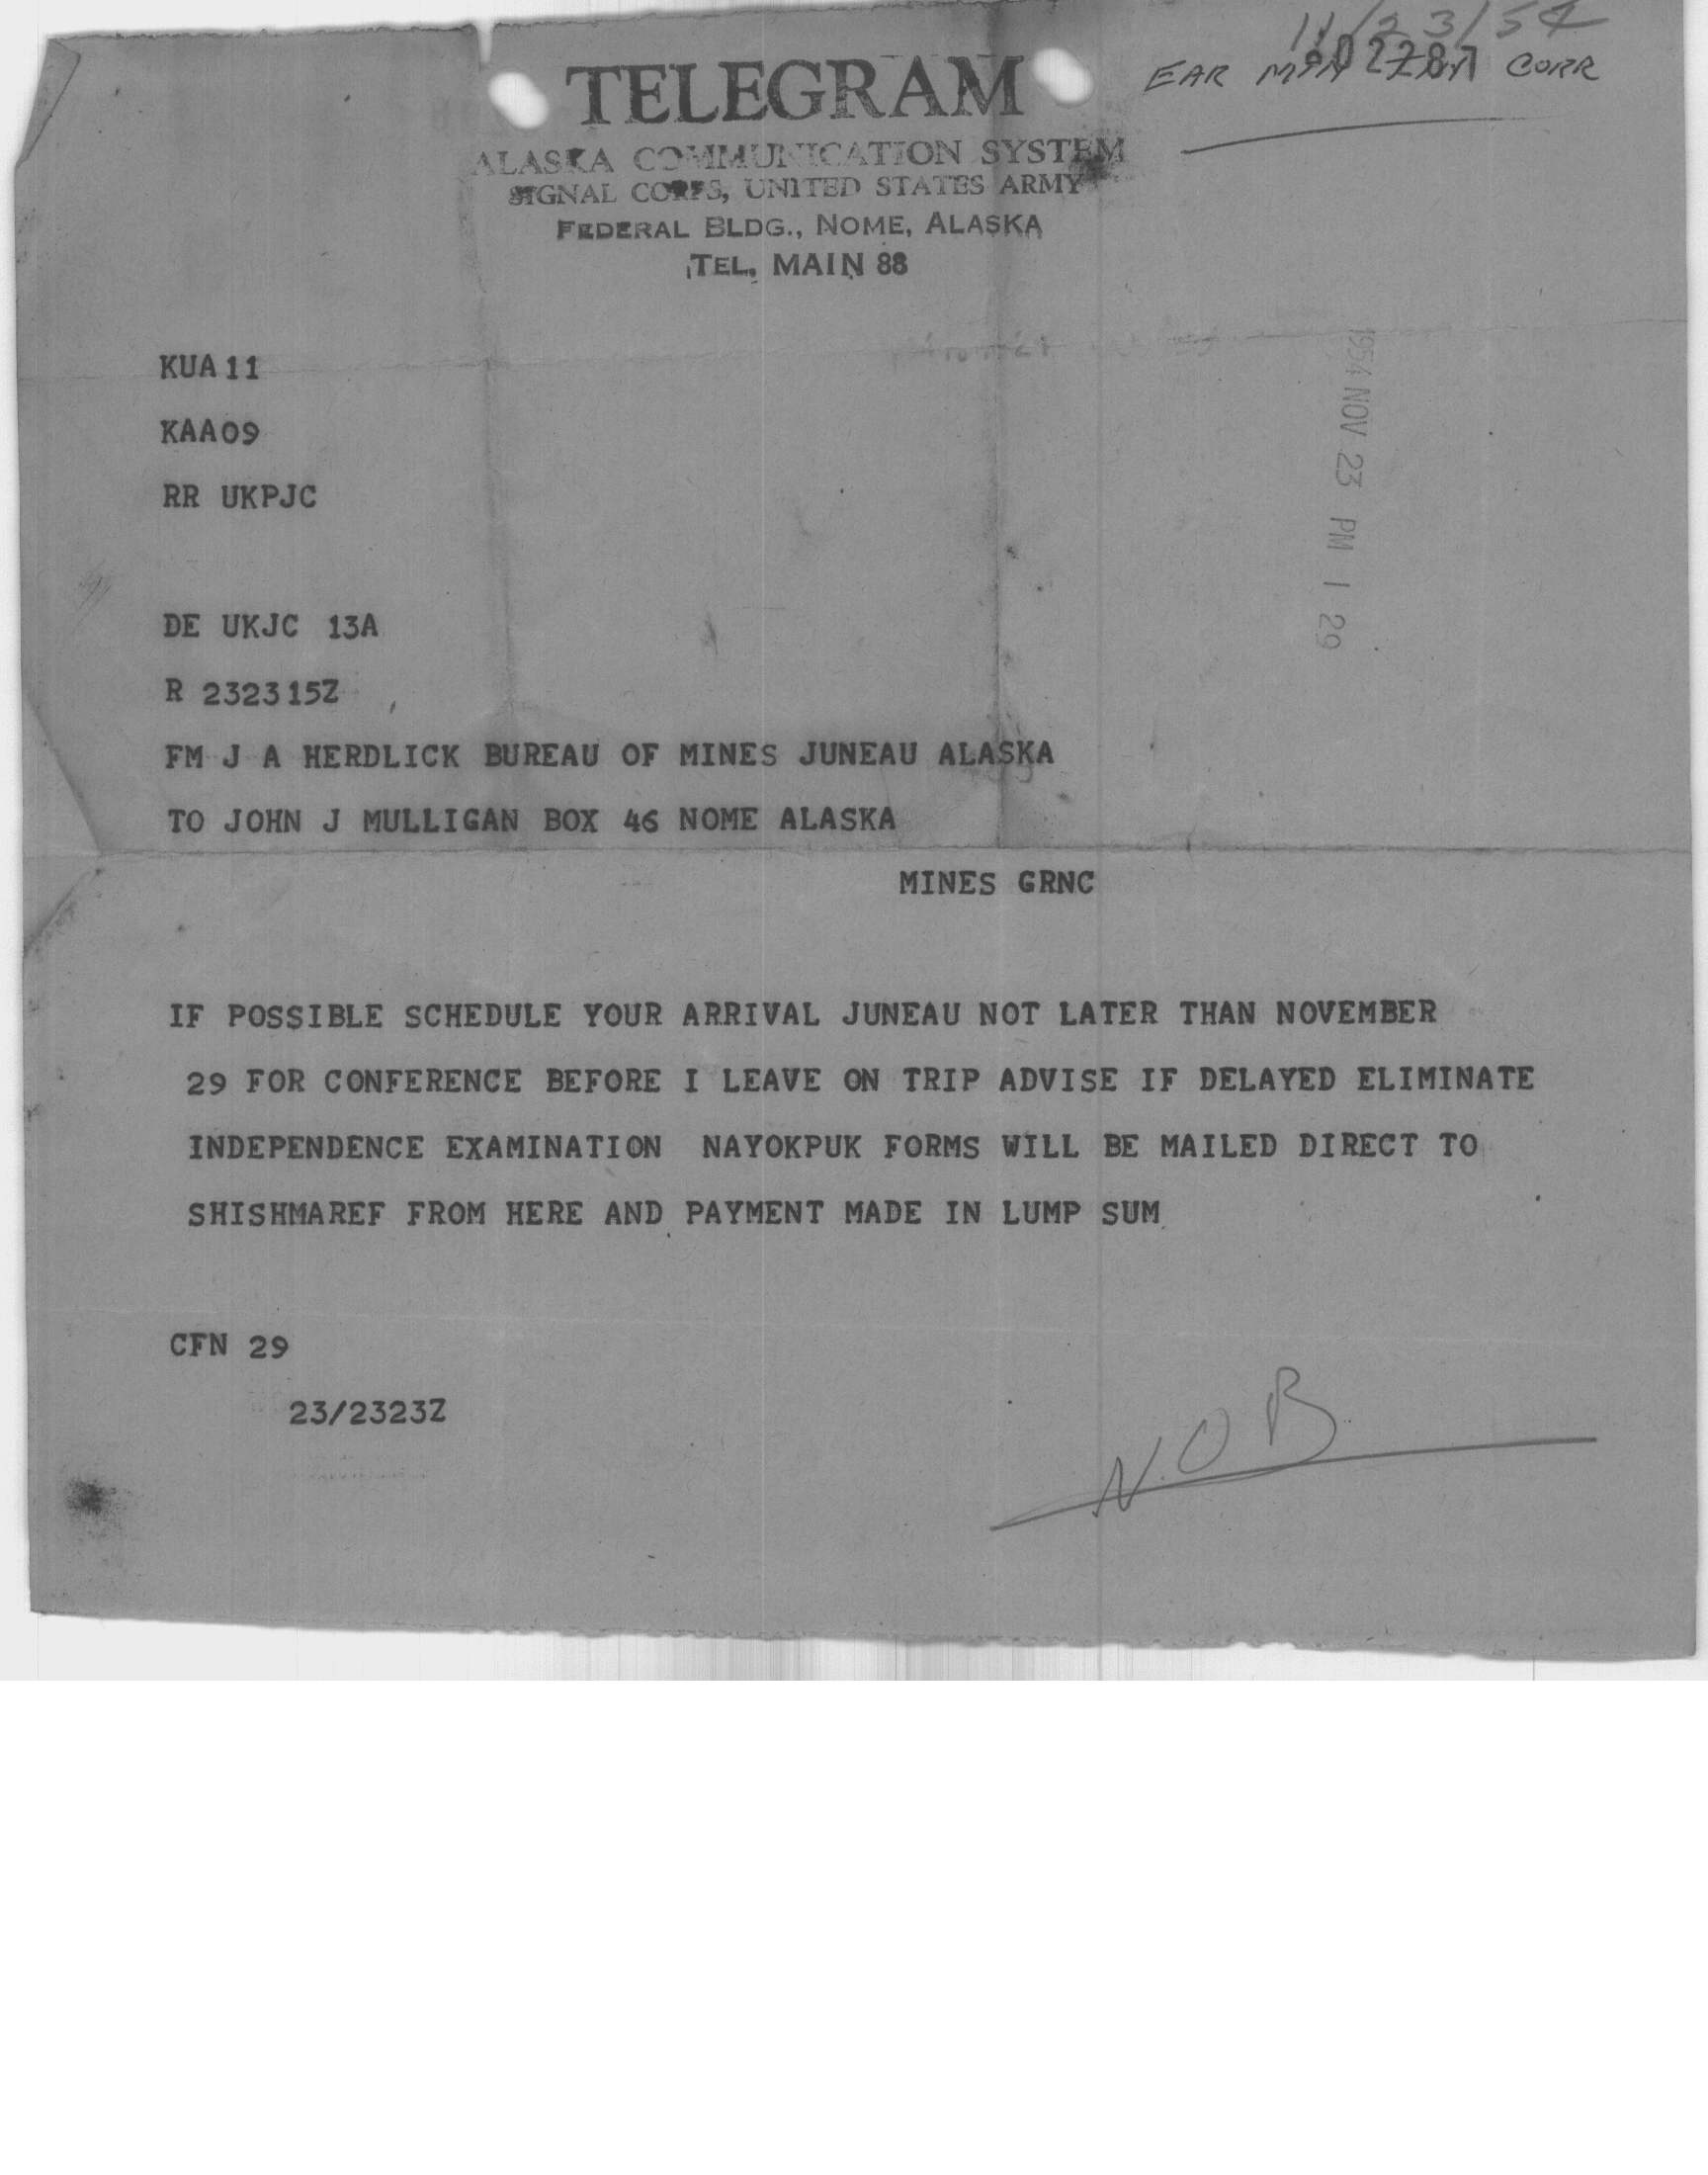 11/23/54
EAR MTN TIN CORR
TELEGRAM
ALASKA COMMUNICATION SYSTEM
SIGNAL CORPS, UNITED STATES ARMY
FEDERAL BLDG., NOME, ALASKA
TEL. MAIN 88
1954 NOV 23 PM 1 29
KUA11
KAA09
RR UKPJC
DE UKJC 13A
R 232315Z
FM J A HERDLICK BUREAU OF MINES JUNEAU ALASKA
TO JOHN J MULLIGAN BOX 46 NOME ALASKA
MINES GRNC
IF POSSIBLE SCHEDULE YOUR ARRIVAL JUNEAU NOT LATER THAN NOVEMBER
29 FOR CONFERENCE BEFORE I LEAVE ON TRIP ADVISE IF DELAYED ELIMINATE
INDEPENDENCE EXAMINATION NAYOKPUK FORMS WILL BE MAILED DIRECT TO
SHISHMAREF FROM HERE AND PAYMENT MADE IN LUMP SUM
CFN 29
23/2323Z
N.O.B